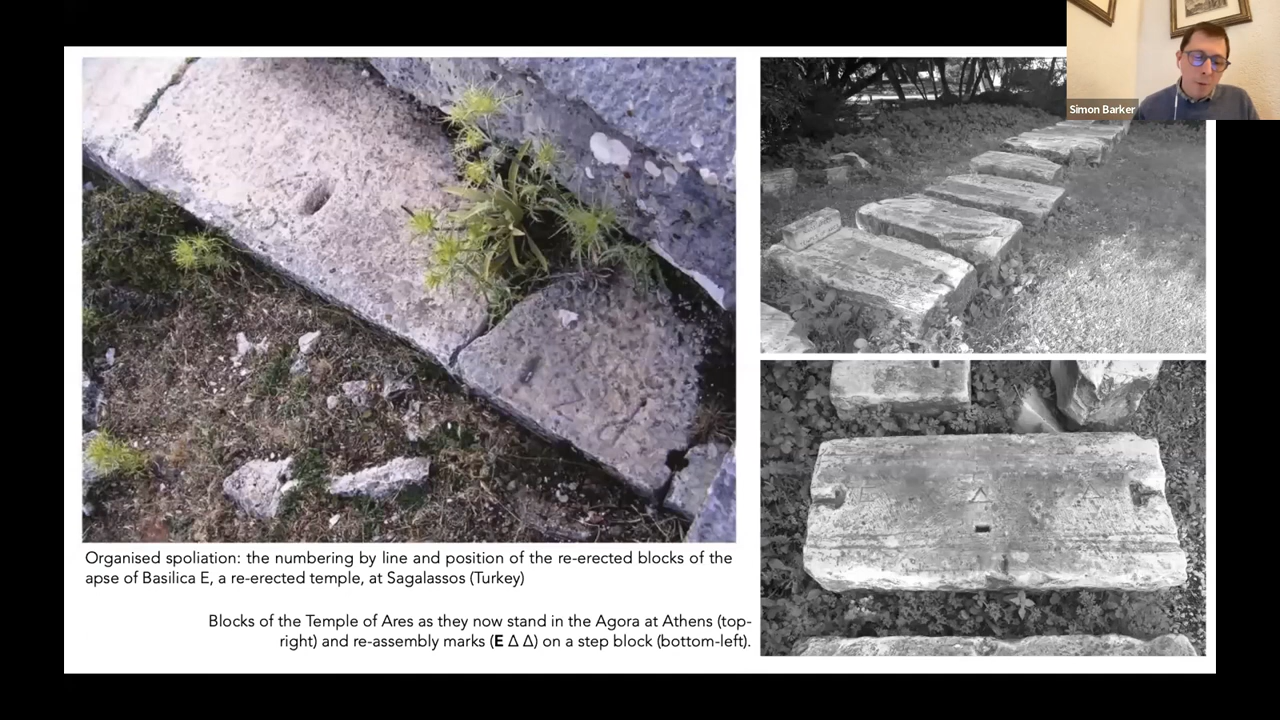 Simon Barker
Organised spoliation: the numbering by line and position of the re-erected blocks of the
apse of Basilica E, a re-erected temple, at Sagalassos (Turkey)
Blocks of the Temple of Ares as they now stand in the Agora at Athens (top-
right) and re-assembly marks (E Δ Δ) on a step block (bottom-left).